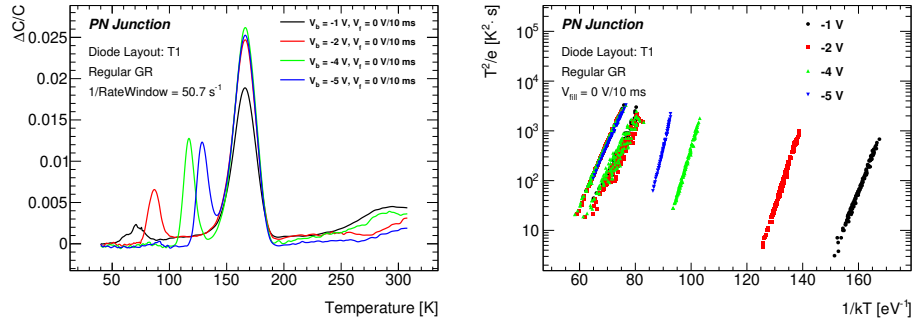 PN Junction
Diode Layout: T1
Regular GR
1/RateWindow = 50.7 s⁻¹
V_b = -1 V, V_f = 0 V/10 ms
V_b = -2 V, V_f = 0 V/10 ms
V_b = -4 V, V_f = 0 V/10 ms
V_b = -5 V, V_f = 0 V/10 ms
ΔC/C
0.025
0.02
0.015
0.01
0.005
0
0 50 100 150 200 250 300
Temperature [K]
PN Junction
Diode Layout: T1
Regular GR
V_fill = 0 V/10 ms
-1 V
-2 V
-4 V
-5 V
T²/e [K²· s]
10⁵
10⁴
10³
10²
10
60 80 100 120 140 160
1/kT [eV⁻¹]